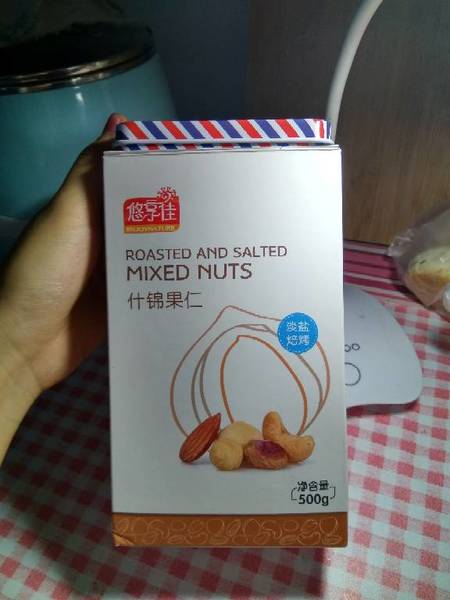 悠享佳
ENJOYNATURE
ROASTED AND SALTED
MIXED NUTS
什锦果仁
淡盐
焙烤
净含量
500g